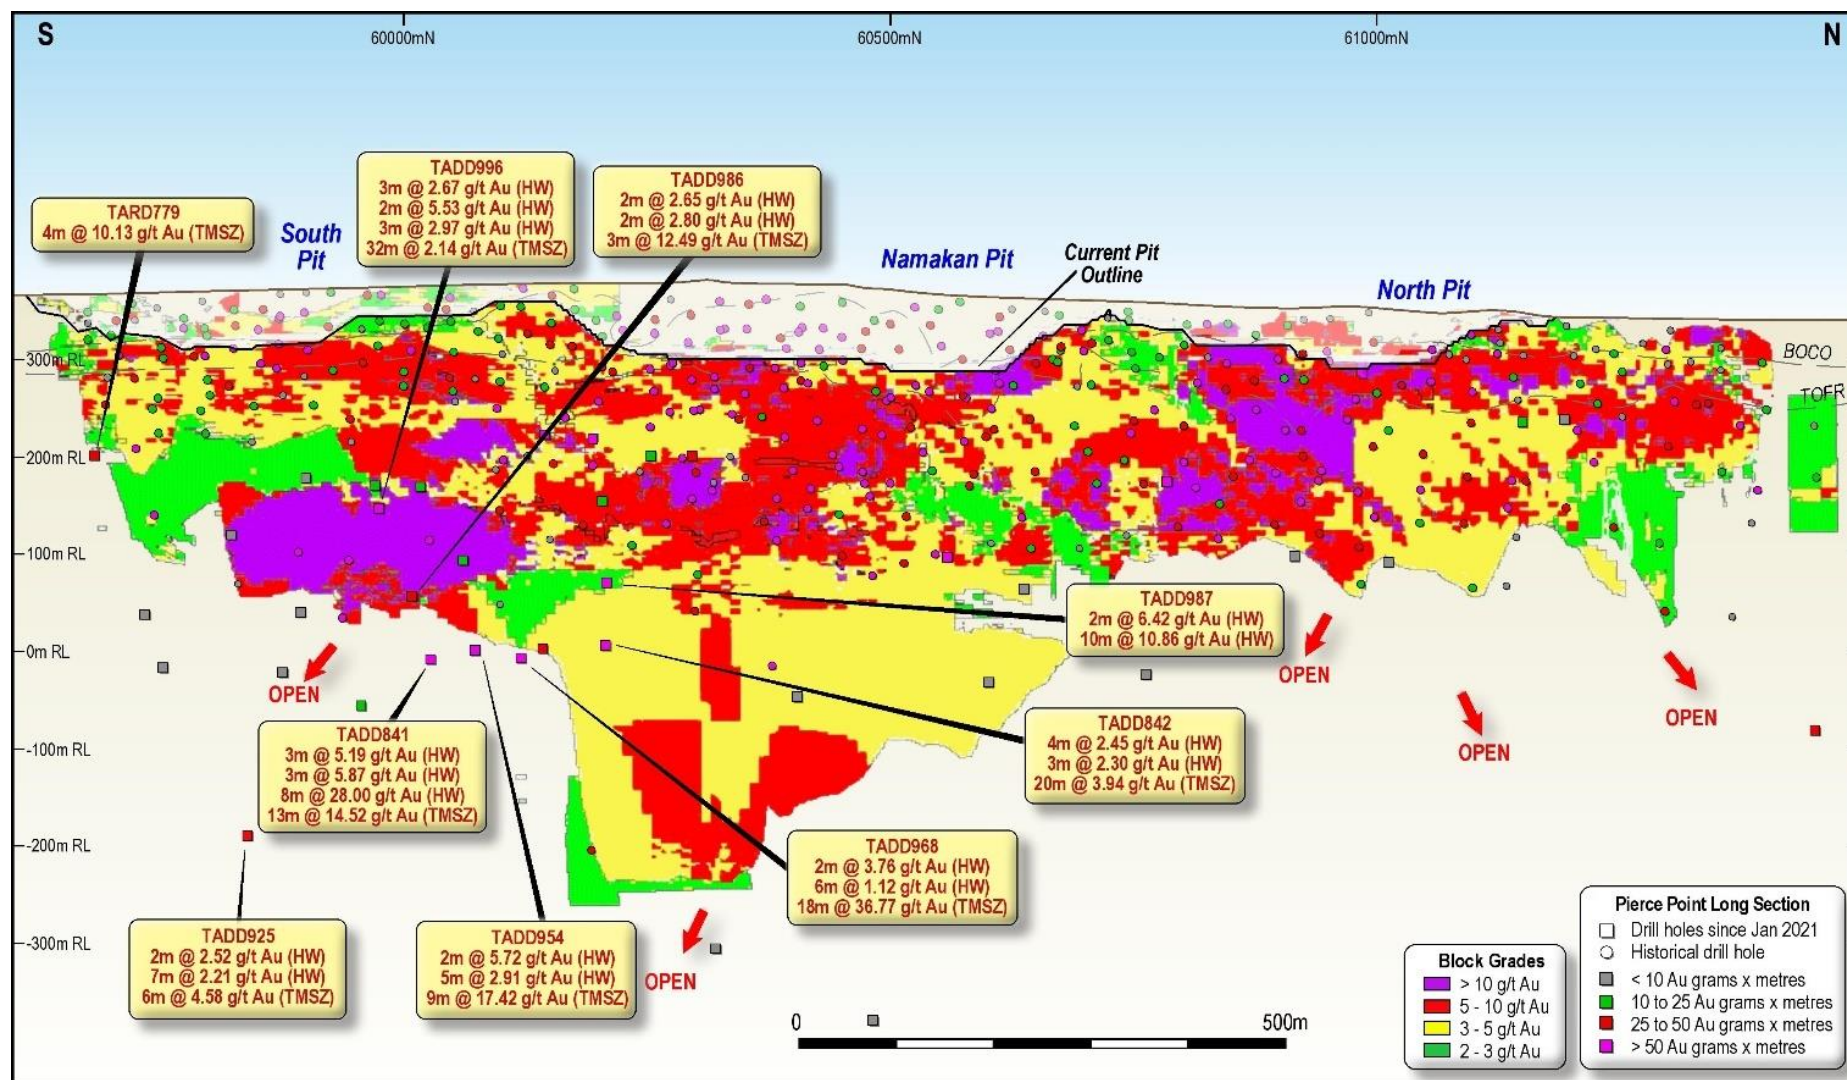 S
60000mN
60500mN
61000mN
N
TARD779
4m @ 10.13 g/t Au (TMSZ)
TADD996
3m @ 2.67 g/t Au (HW)
2m @ 5.53 g/t Au (HW)
3m @ 2.97 g/t Au (HW)
32m @ 2.14 g/t Au (TMSZ)
TADD986
2m @ 2.65 g/t Au (HW)
2m @ 2.80 g/t Au (HW)
3m @ 12.49 g/t Au (TMSZ)
South
Pit
Namakan Pit
Current Pit
Outline
North Pit
300m RL
BOCO
TOFR
200m RL
100m RL
0m RL
-100m RL
-200m RL
-300m RL
TADD987
2m @ 6.42 g/t Au (HW)
10m @ 10.86 g/t Au (HW)
OPEN
OPEN
OPEN
OPEN
OPEN
TADD841
3m @ 5.19 g/t Au (HW)
3m @ 5.87 g/t Au (HW)
8m @ 28.00 g/t Au (HW)
13m @ 14.52 g/t Au (TMSZ)
TADD842
4m @ 2.45 g/t Au (HW)
3m @ 2.30 g/t Au (HW)
20m @ 3.94 g/t Au (TMSZ)
TADD968
2m @ 3.76 g/t Au (HW)
6m @ 1.12 g/t Au (HW)
18m @ 36.77 g/t Au (TMSZ)
TADD925
2m @ 2.52 g/t Au (HW)
7m @ 2.21 g/t Au (HW)
6m @ 4.58 g/t Au (TMSZ)
TADD954
2m @ 5.72 g/t Au (HW)
5m @ 2.91 g/t Au (HW)
9m @ 17.42 g/t Au (TMSZ)
0
500m
Block Grades
> 10 g/t Au
5 - 10 g/t Au
3 - 5 g/t Au
2 - 3 g/t Au
Pierce Point Long Section
Drill holes since Jan 2021
Historical drill hole
< 10 Au grams x metres
10 to 25 Au grams x metres
25 to 50 Au grams x metres
> 50 Au grams x metres